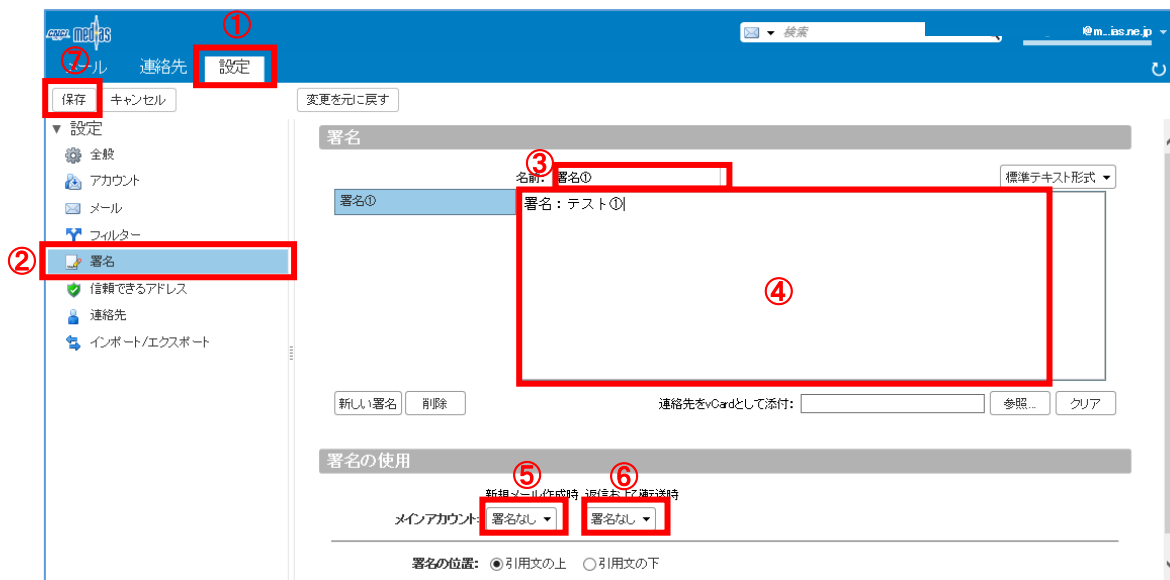 ①
CNCI medias
検索
@m...ias.ne.jp
⑦
メール 連絡先 設定
保存 キャンセル 変更を元に戻す
設定
署名
全般
③
アカウント
名前: 署名①
標準テキスト形式
メール
署名①
署名：テスト①
フィルター
②
署名
④
信頼できるアドレス
連絡先
インポート/エクスポート
新しい署名 削除
連絡先をvCardとして添付:
参照... クリア
署名の使用
⑤ ⑥
新規メール作成時 返信および転送時
メインアカウント: 署名なし 署名なし
署名の位置: 引用文の上 引用文の下